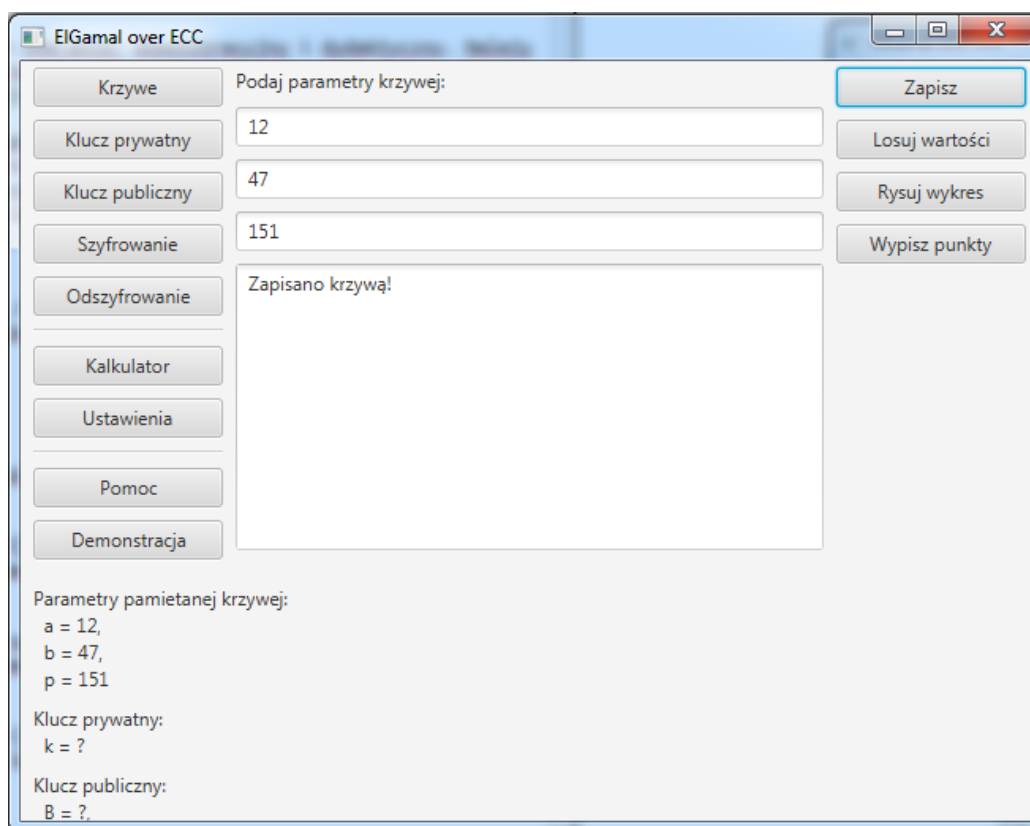 ElGamal over ECC
Krzywe
Klucz prywatny
Klucz publiczny
Szyfrowanie
Odszyfrowanie
Kalkulator
Ustawienia
Pomoc
Demonstracja
Podaj parametry krzywej:
12
47
151
Zapisano krzywą!
Zapisz
Losuj wartości
Rysuj wykres
Wypisz punkty
Parametry pamietanej krzywej:
a = 12,
b = 47,
p = 151
Klucz prywatny:
k = ?
Klucz publiczny:
B = ?,